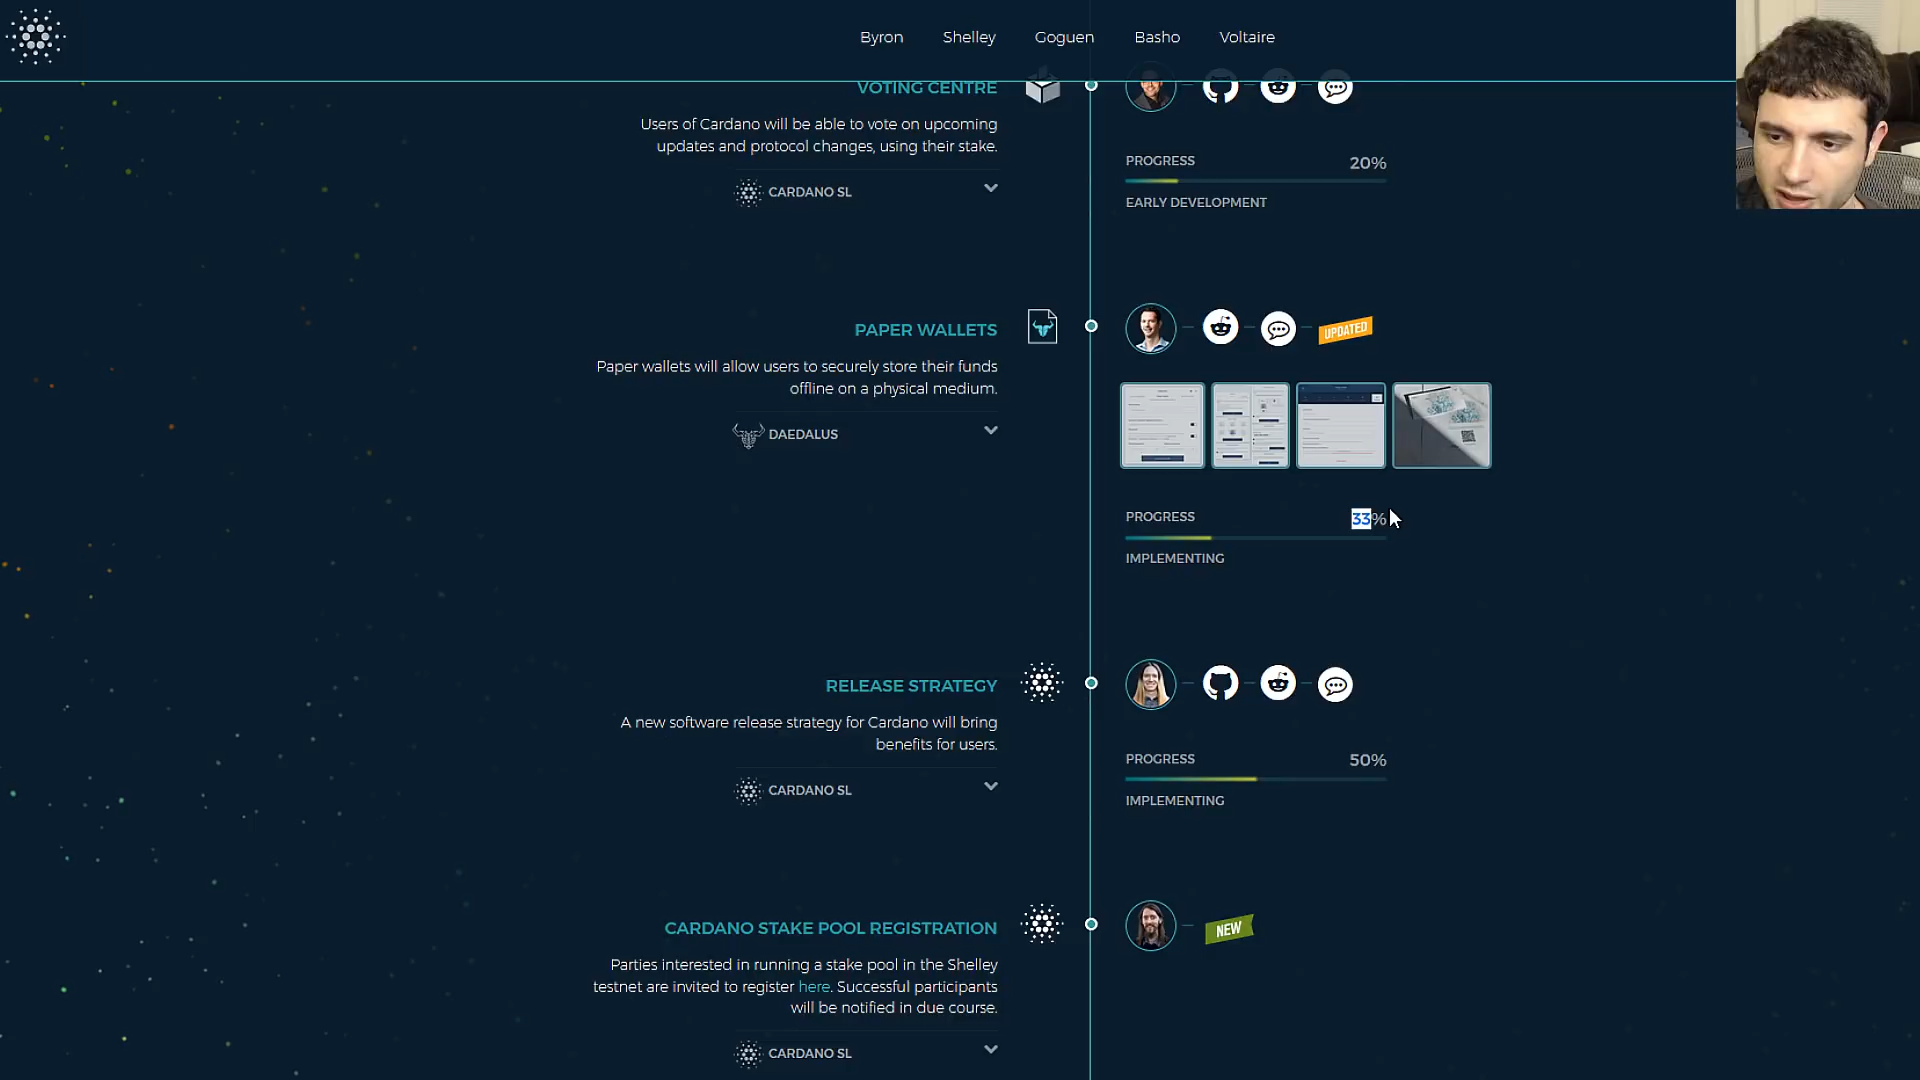 Byron Shelley Goguen Basho Voltaire
VOTING CENTRE
Users of Cardano will be able to vote on upcoming
updates and protocol changes, using their stake.
CARDANO SL
PROGRESS 20%
EARLY DEVELOPMENT
PAPER WALLETS
UPDATED
Paper wallets will allow users to securely store their funds
offline on a physical medium.
DAEDALUS
PROGRESS 33%
IMPLEMENTING
RELEASE STRATEGY
A new software release strategy for Cardano will bring
benefits for users.
CARDANO SL
PROGRESS 50%
IMPLEMENTING
CARDANO STAKE POOL REGISTRATION
NEW
Parties interested in running a stake pool in the Shelley
testnet are invited to register here. Successful participants
will be notified in due course.
CARDANO SL